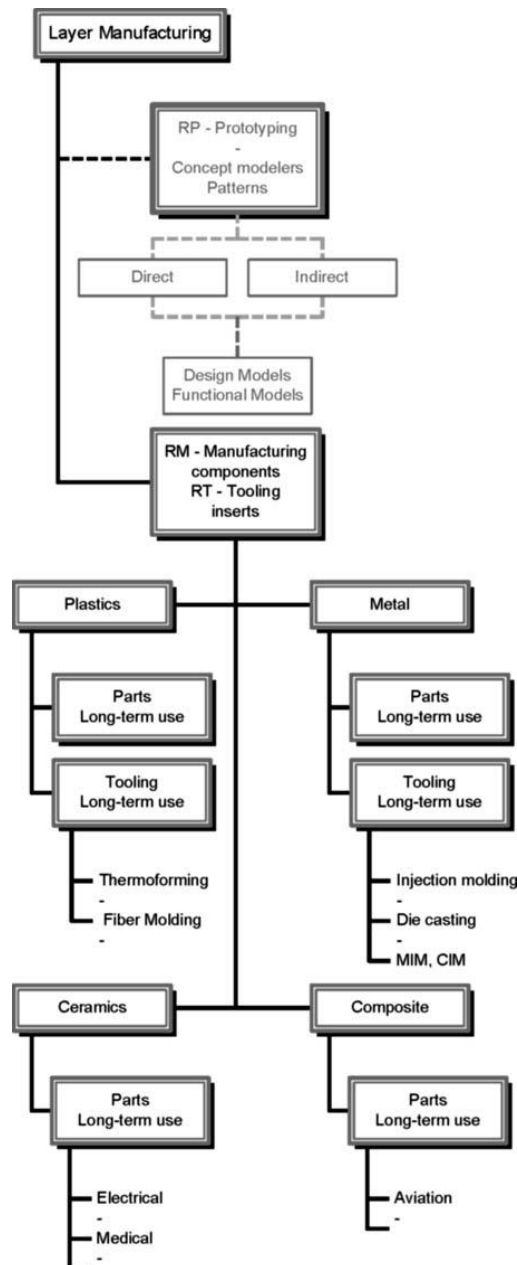 Layer Manufacturing
RP - Prototyping
-
Concept modelers
Patterns
Direct
Indirect
Design Models
Functional Models
RM - Manufacturing
components
RT - Tooling
inserts
Plastics
Metal
Parts
Long-term use
Parts
Long-term use
Tooling
Long-term use
Tooling
Long-term use
Thermoforming
-
Fiber Molding
-
Injection molding
-
Die casting
-
MIM, CIM
Ceramics
Composite
Parts
Long-term use
Parts
Long-term use
Electrical
-
Medical
-
Aviation
-